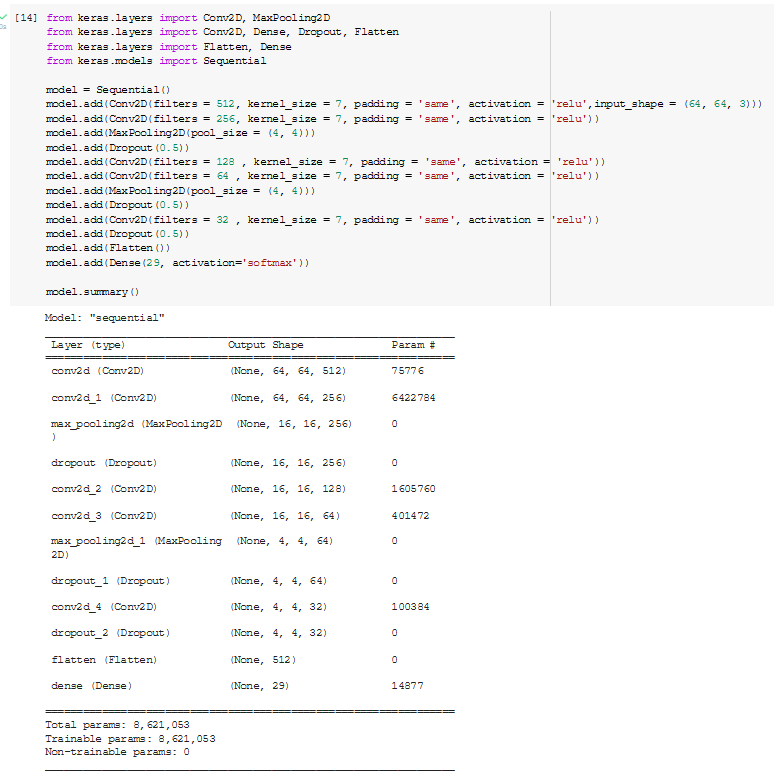 [14] from keras.layers import Conv2D, MaxPooling2D
from keras.layers import Conv2D, Dense, Dropout, Flatten
from keras.layers import Flatten, Dense
from keras.models import Sequential
model = Sequential()
model.add(Conv2D(filters = 512, kernel_size = 7, padding = 'same', activation = 'relu',input_shape = (64, 64, 3)))
model.add(Conv2D(filters = 256, kernel_size = 7, padding = 'same', activation = 'relu'))
model.add(MaxPooling2D(pool_size = (4, 4)))
model.add(Dropout(0.5))
model.add(Conv2D(filters = 128 , kernel_size = 7, padding = 'same', activation = 'relu'))
model.add(Conv2D(filters = 64 , kernel_size = 7, padding = 'same', activation = 'relu'))
model.add(MaxPooling2D(pool_size = (4, 4)))
model.add(Dropout(0.5))
model.add(Conv2D(filters = 32 , kernel_size = 7, padding = 'same', activation = 'relu'))
model.add(Dropout(0.5))
model.add(Flatten())
model.add(Dense(29, activation='softmax'))
model.summary()
Model: "sequential"
Layer (type) Output Shape Param #
conv2d (Conv2D) (None, 64, 64, 512) 75776
conv2d_1 (Conv2D) (None, 64, 64, 256) 6422784
max_pooling2d (MaxPooling2D (None, 16, 16, 256) 0
)
dropout (Dropout) (None, 16, 16, 256) 0
conv2d_2 (Conv2D) (None, 16, 16, 128) 1605760
conv2d_3 (Conv2D) (None, 16, 16, 64) 401472
max_pooling2d_1 (MaxPooling (None, 4, 4, 64) 0
2D)
dropout_1 (Dropout) (None, 4, 4, 64) 0
conv2d_4 (Conv2D) (None, 4, 4, 32) 100384
dropout_2 (Dropout) (None, 4, 4, 32) 0
flatten (Flatten) (None, 512) 0
dense (Dense) (None, 29) 14877
Total params: 8,621,053
Trainable params: 8,621,053
Non-trainable params: 0